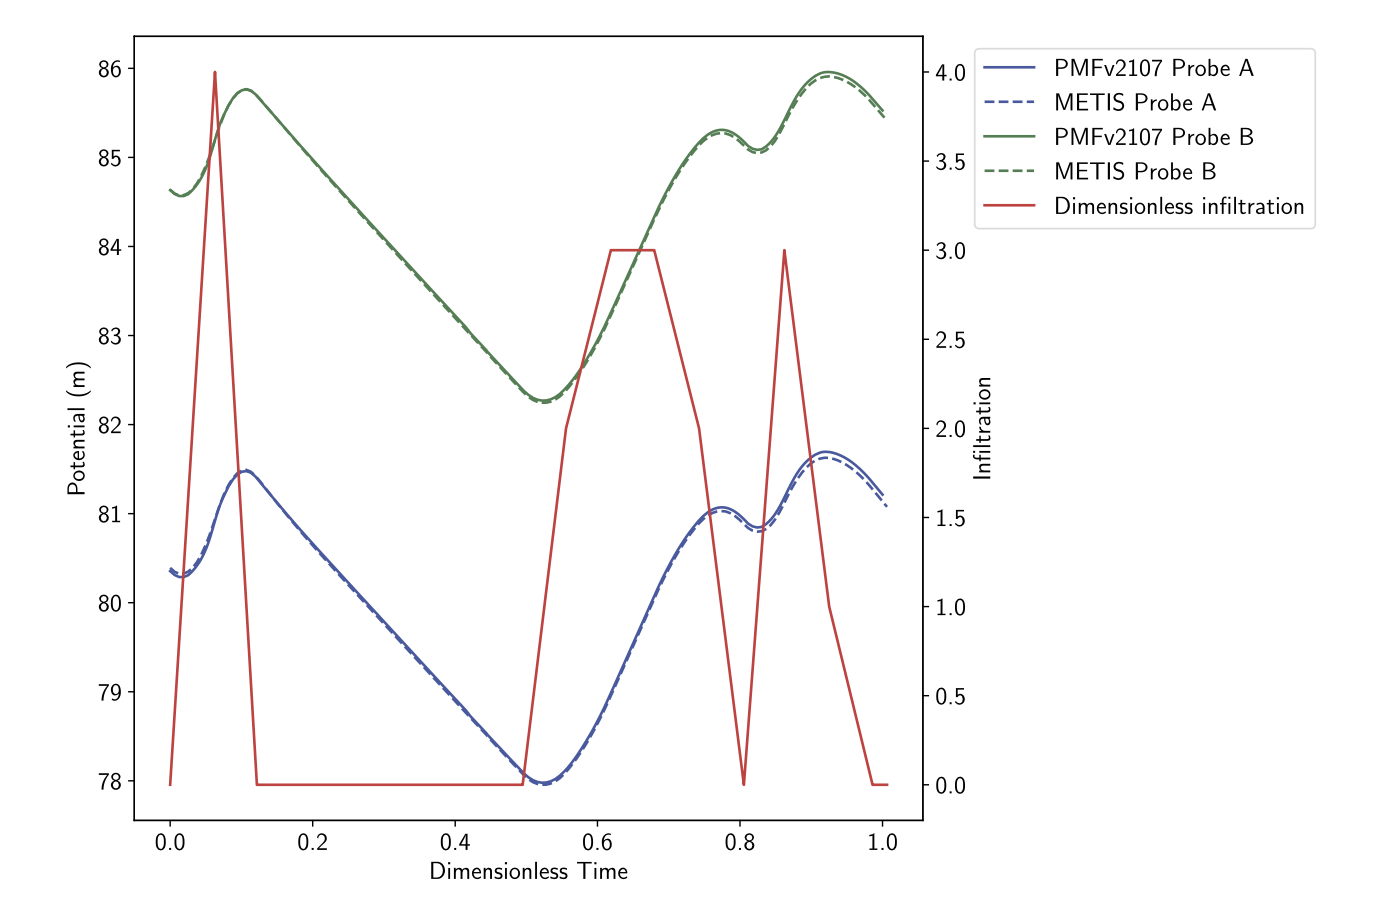 86
85
84
83
82
81
80
79
78
Potential (m)
0.0 0.2 0.4 0.6 0.8 1.0
Dimensionless Time
4.0
3.5
3.0
2.5
2.0
1.5
1.0
0.5
0.0
Infiltration
PMFv2107 Probe A
METIS Probe A
PMFv2107 Probe B
METIS Probe B
Dimensionless infiltration